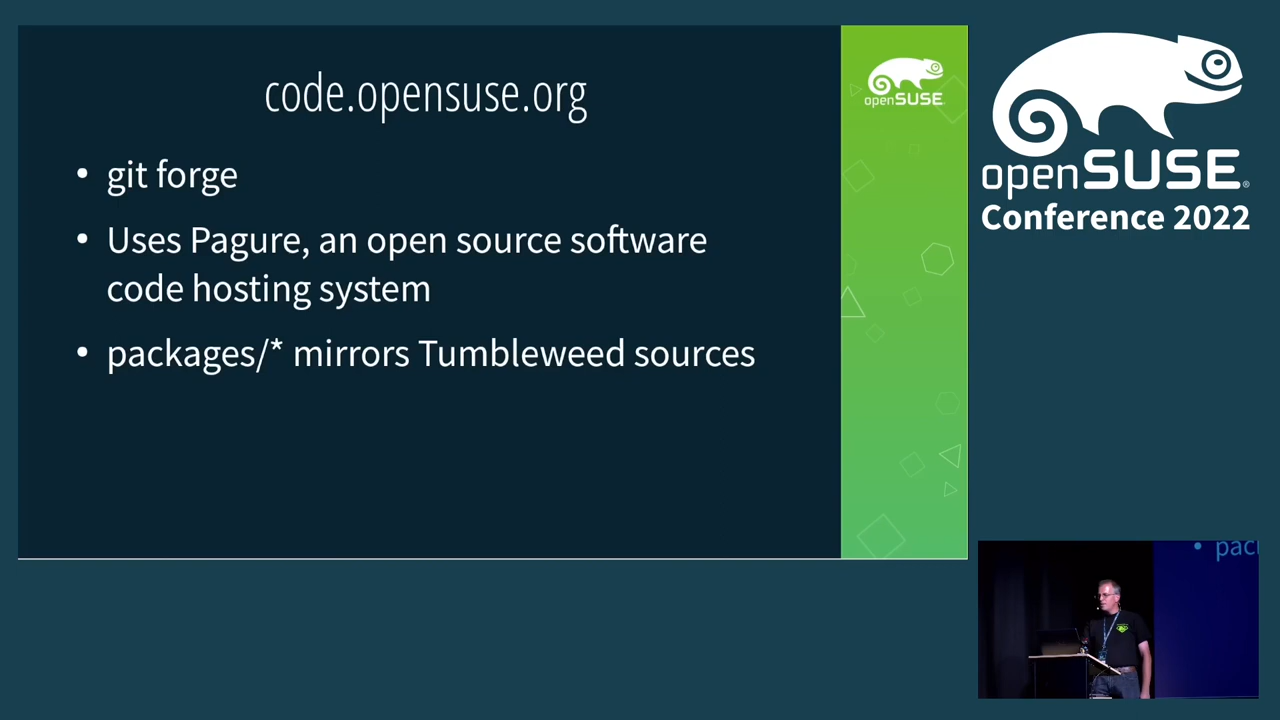 code.opensuse.org
• git forge
• Uses Pagure, an open source software
code hosting system
• packages/* mirrors Tumbleweed sources
openSUSE
openSUSE®
Conference 2022
• pac